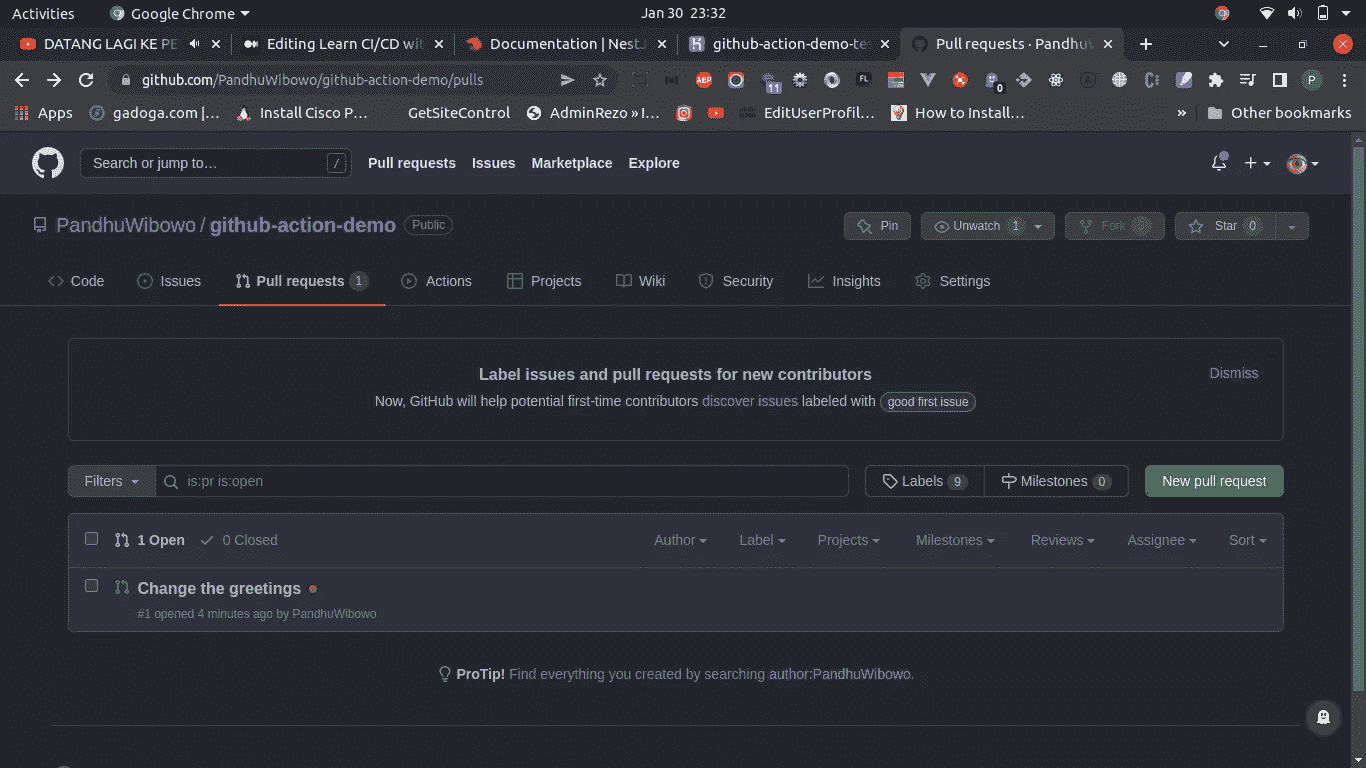 Activities Google Chrome Jan 30 23:32
DATANG LAGI KE PE Editing Learn CI/CD wit Documentation | NestJ github-action-demo-te Pull requests · PandhuW
github.com/PandhuWibowo/github-action-demo/pulls ABP 11 FL 0 P
Apps gadoga.com |... Install Cisco P... GetSiteControl AdminRezo » I... EditUserProfil... How to Install... » Other bookmarks
Search or jump to... / Pull requests Issues Marketplace Explore
PandhuWibowo / github-action-demo Public Pin Unwatch 1 Fork 0 Star 0
Code Issues Pull requests 1 Actions Projects Wiki Security Insights Settings
Label issues and pull requests for new contributors Dismiss
Now, GitHub will help potential first-time contributors discover issues labeled with good first issue
Filters is:pr is:open Labels 9 Milestones 0 New pull request
1 Open 0 Closed Author Label Projects Milestones Reviews Assignee Sort
Change the greetings
#1 opened 4 minutes ago by PandhuWibowo
ProTip! Find everything you created by searching author:PandhuWibowo.